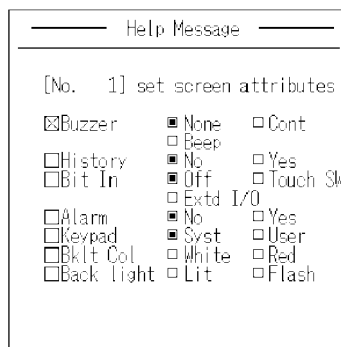 Help Message
[No. 1] set screen attributes
Buzzer None Cont
Beep
History No Yes
Bit In Off Touch SW
Extd I/O
Alarm No Yes
Keypad Syst User
Bklt Col White Red
Back light Lit Flash